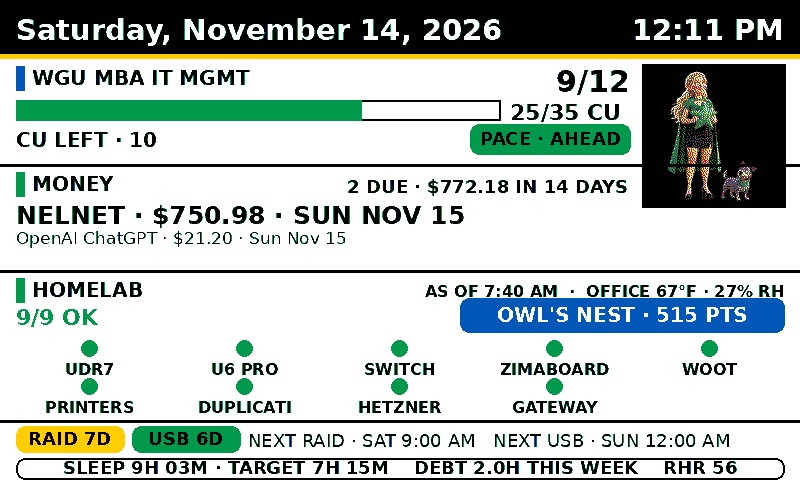 Saturday, November 14, 2026 12:11 PM
WGU MBA IT MGMT 9/12
25/35 CU
CU LEFT · 10 PACE · AHEAD
MONEY 2 DUE · $772.18 IN 14 DAYS
NELNET · $750.98 · SUN NOV 15
OpenAI ChatGPT · $21.20 · Sun Nov 15
HOMELAB AS OF 7:40 AM · OFFICE 67°F · 27% RH
9/9 OK OWL'S NEST · 515 PTS
UDR7 U6 PRO SWITCH ZIMABOARD WOOT
PRINTERS DUPLICATI HETZNER GATEWAY
RAID 7D USB 6D NEXT RAID · SAT 9:00 AM NEXT USB · SUN 12:00 AM
SLEEP 9H 03M · TARGET 7H 15M DEBT 2.0H THIS WEEK RHR 56